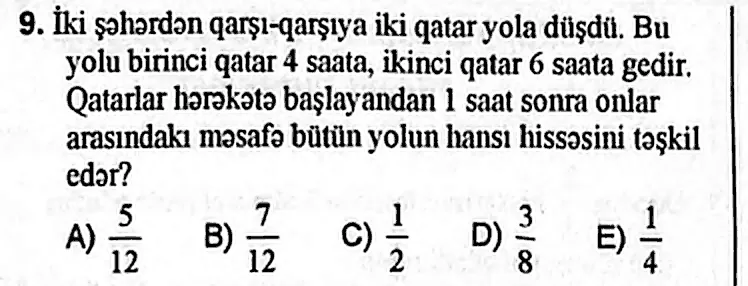 9. İki şəhərdən qarşı-qarşıya iki qatar yola düşdü. Bu
yolu birinci qatar 4 saata, ikinci qatar 6 saata gedir.
Qatarlar hərəkətə başlayandan 1 saat sonra onlar
arasındakı məsafə bütün yolun hansı hissəsini təşkil
edər?
A) 5/12 B) 7/12 C) 1/2 D) 3/8 E) 1/4